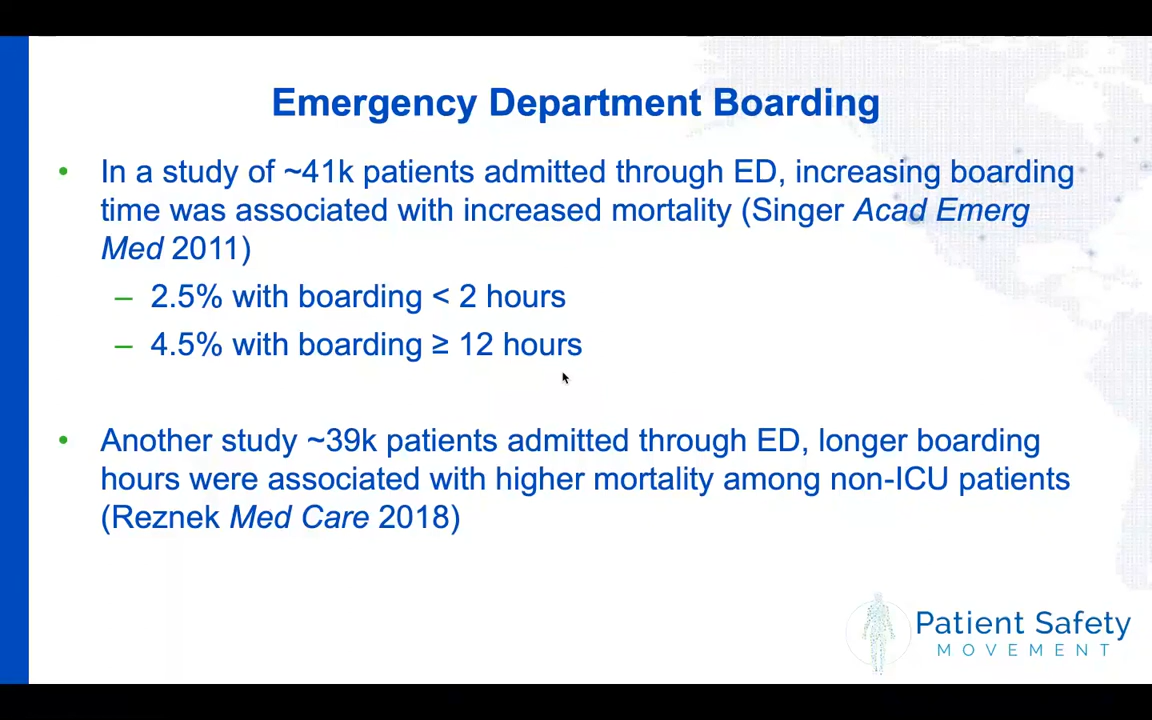 Emergency Department Boarding
• In a study of ~41k patients admitted through ED, increasing boarding
time was associated with increased mortality (Singer Acad Emerg
Med 2011)
– 2.5% with boarding < 2 hours
– 4.5% with boarding ≥ 12 hours
• Another study ~39k patients admitted through ED, longer boarding
hours were associated with higher mortality among non-ICU patients
(Reznek Med Care 2018)
Patient Safety
MOVEMENT